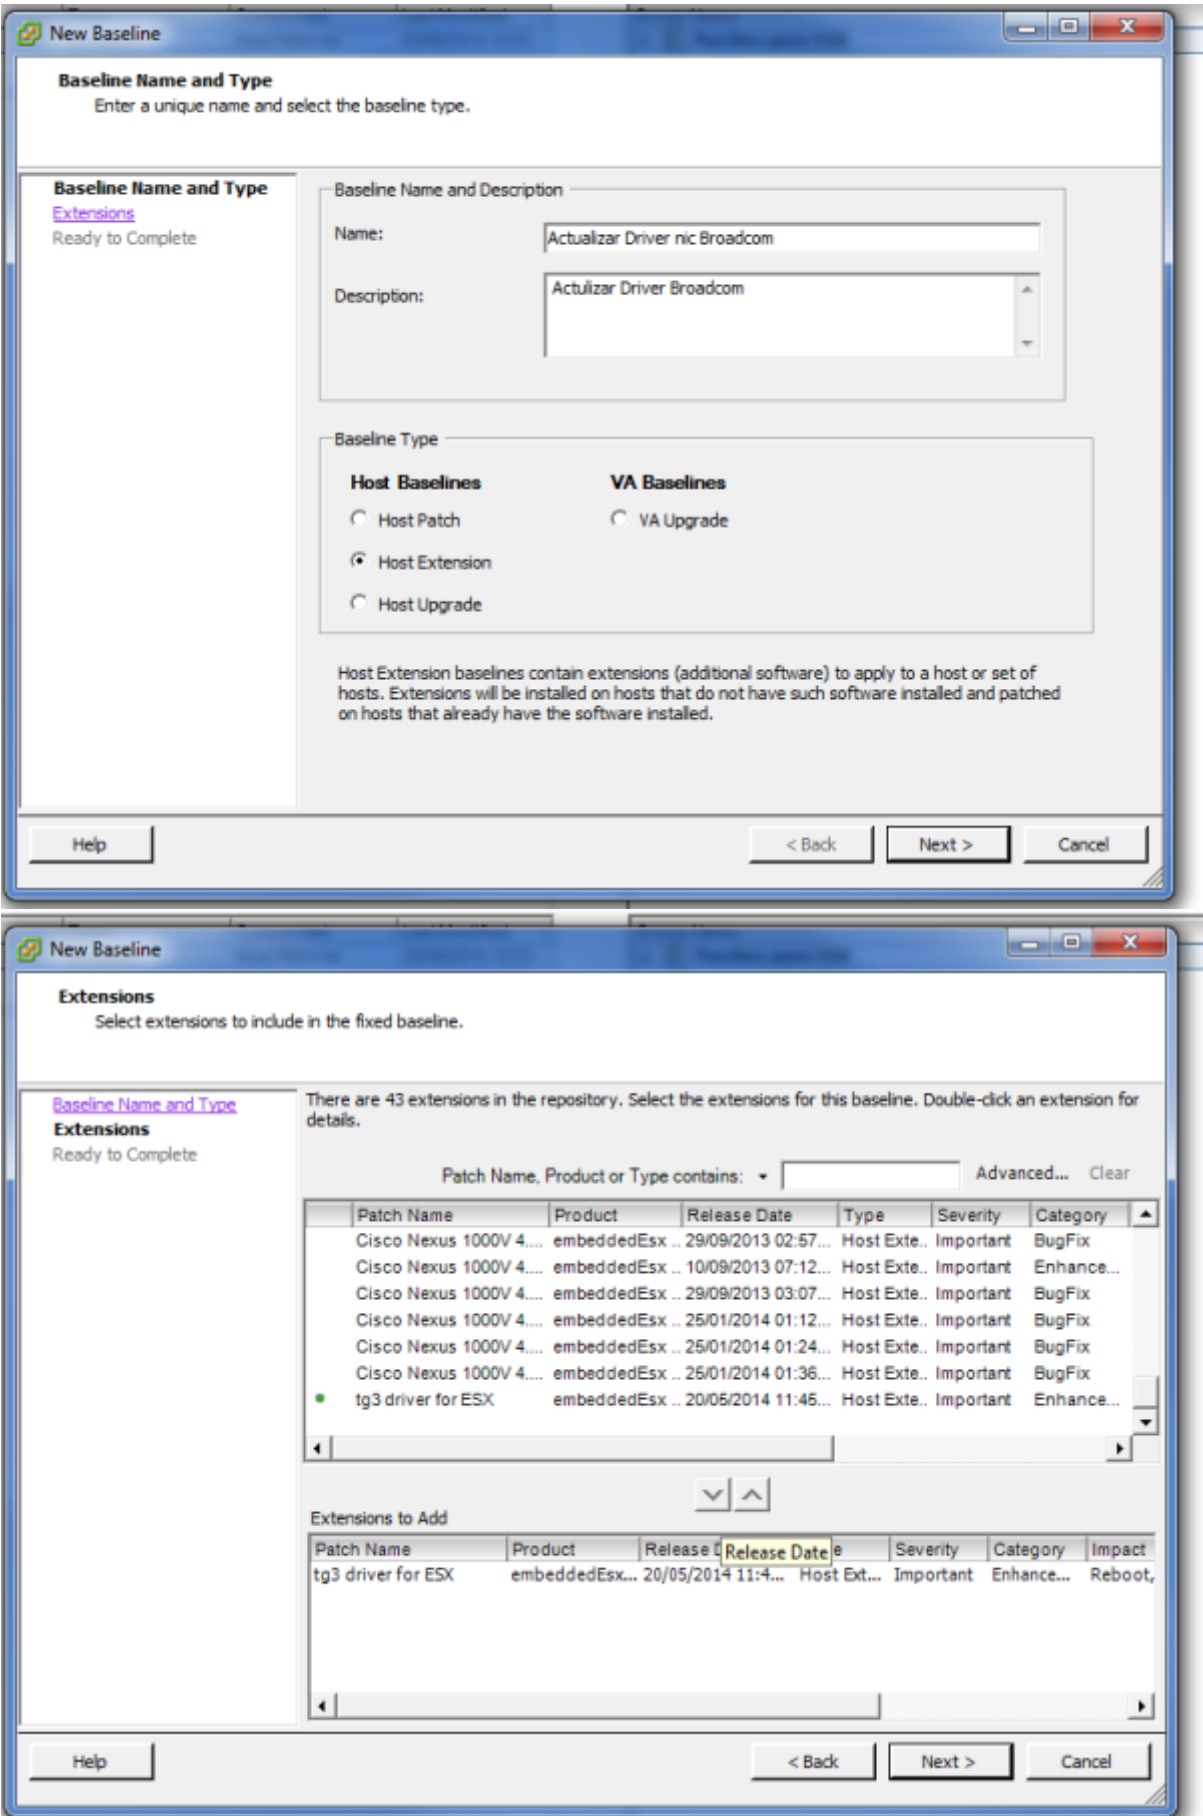 New Baseline
Baseline Name and Type
Enter a unique name and select the baseline type.
Baseline Name and Type
Extensions
Ready to Complete
Baseline Name and Description
Name:
Actualizar Driver nic Broadcom
Description:
Actulizar Driver Broadcom
Baseline Type
Host Baselines VA Baselines
Host Patch VA Upgrade
Host Extension
Host Upgrade
Host Extension baselines contain extensions (additional software) to apply to a host or set of
hosts. Extensions will be installed on hosts that do not have such software installed and patched
on hosts that already have the software installed.
Help < Back Next > Cancel
New Baseline
Extensions
Select extensions to include in the fixed baseline.
Baseline Name and Type
Extensions
Ready to Complete
There are 43 extensions in the repository. Select the extensions for this baseline. Double-click an extension for
details.
Patch Name, Product or Type contains: Advanced... Clear
Patch Name Product Release Date Type Severity Category
Cisco Nexus 1000V 4.... embeddedEsx ... 29/09/2013 02:57... Host Exte... Important BugFix
Cisco Nexus 1000V 4.... embeddedEsx ... 10/09/2013 07:12... Host Exte... Important Enhance...
Cisco Nexus 1000V 4.... embeddedEsx ... 29/09/2013 03:07... Host Exte... Important BugFix
Cisco Nexus 1000V 4.... embeddedEsx ... 25/01/2014 01:12... Host Exte... Important BugFix
Cisco Nexus 1000V 4.... embeddedEsx ... 25/01/2014 01:24... Host Exte... Important BugFix
Cisco Nexus 1000V 4.... embeddedEsx ... 25/01/2014 01:36... Host Exte... Important BugFix
tg3 driver for ESX embeddedEsx ... 20/05/2014 11:45... Host Exte... Important Enhance...
Extensions to Add
Patch Name Product Release D Release Date e Severity Category Impact
tg3 driver for ESX embeddedEsx... 20/05/2014 11:4... Host Ext... Important Enhance... Reboot,
Help < Back Next > Cancel